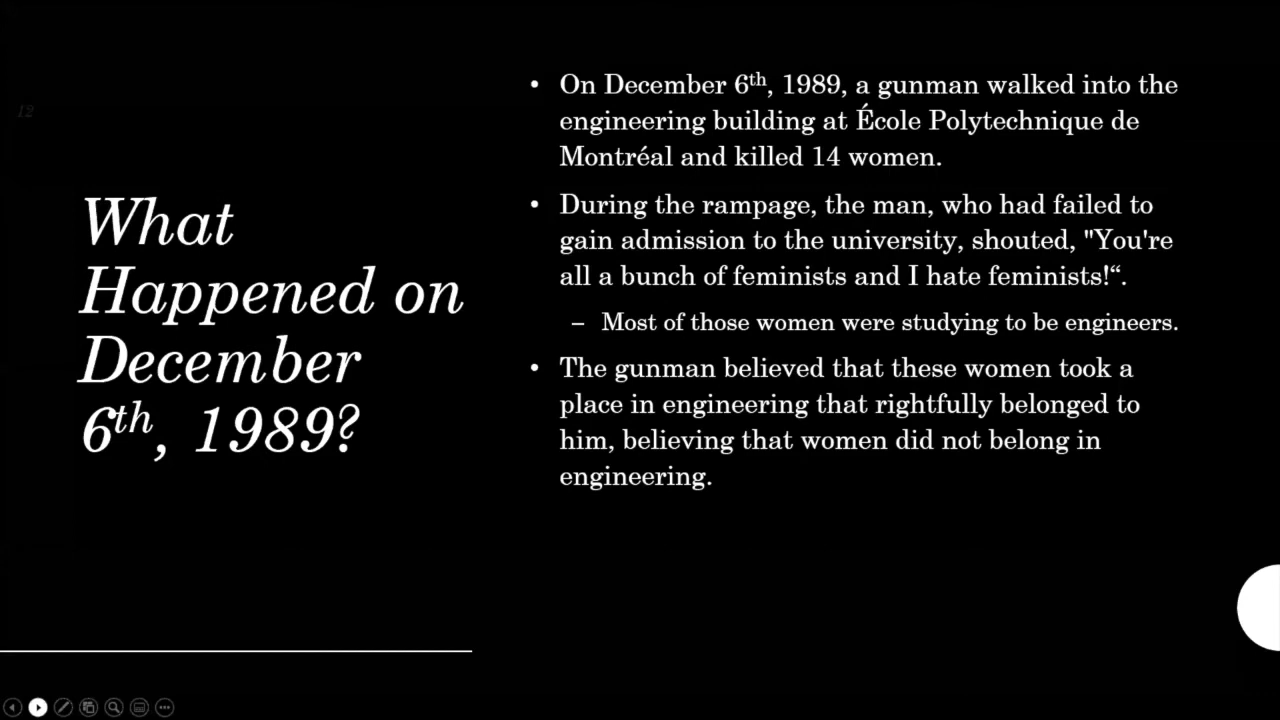 12
What
Happened on
December
6th, 1989?
• On December 6th, 1989, a gunman walked into the
engineering building at École Polytechnique de
Montréal and killed 14 women.
• During the rampage, the man, who had failed to
gain admission to the university, shouted, "You're
all a bunch of feminists and I hate feminists!“.
– Most of those women were studying to be engineers.
• The gunman believed that these women took a
place in engineering that rightfully belonged to
him, believing that women did not belong in
engineering.